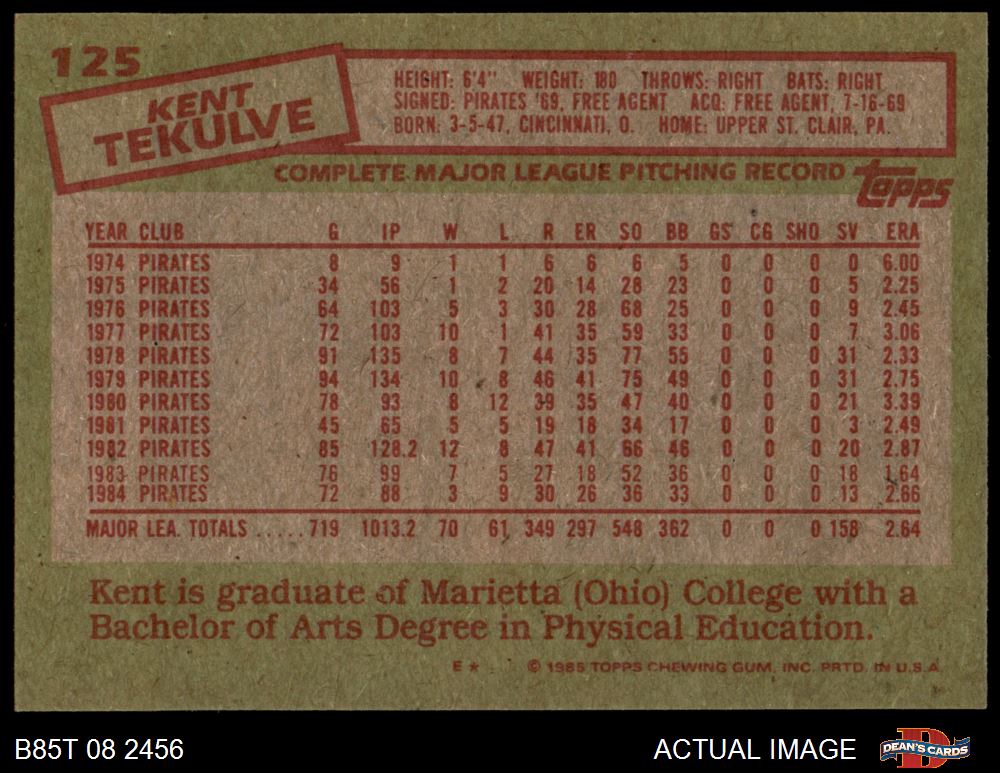 125
KENT
TEKULVE
HEIGHT: 6'4" WEIGHT: 180 THROWS: RIGHT BATS: RIGHT
SIGNED: PIRATES '69, FREE AGENT ACQ: FREE AGENT, 7-16-69
BORN: 3-5-47, CINCINNATI, O. HOME: UPPER ST. CLAIR, PA.
COMPLETE MAJOR LEAGUE PITCHING RECORD topps
YEAR CLUB G IP W L R ER SO BB GS CG SHO SV ERA
1974 PIRATES 8 9 1 1 6 6 6 5 0 0 0 0 6.00
1975 PIRATES 34 56 1 2 20 14 28 23 0 0 0 5 2.25
1976 PIRATES 64 103 5 3 30 28 68 25 0 0 0 9 2.45
1977 PIRATES 72 103 10 1 41 35 59 33 0 0 0 7 3.06
1978 PIRATES 91 135 8 7 44 35 77 55 0 0 0 31 2.33
1979 PIRATES 94 134 10 8 46 41 75 49 0 0 0 31 2.75
1980 PIRATES 78 93 8 12 39 35 47 40 0 0 0 21 3.39
1981 PIRATES 45 65 5 5 19 18 34 17 0 0 0 3 2.49
1982 PIRATES 85 128.2 12 8 47 41 66 46 0 0 0 20 2.87
1983 PIRATES 76 99 7 5 27 18 52 36 0 0 0 18 1.64
1984 PIRATES 72 88 3 9 30 26 36 33 0 0 0 13 2.66
MAJOR LEA. TOTALS ..... 719 1013.2 70 61 349 297 548 362 0 0 0 158 2.64
Kent is graduate of Marietta (Ohio) College with a
Bachelor of Arts Degree in Physical Education.
E * © 1985 TOPPS CHEWING GUM, INC. PRTD. IN U.S.A.
B85T 08 2456 ACTUAL IMAGE B DEAN'S CARDS